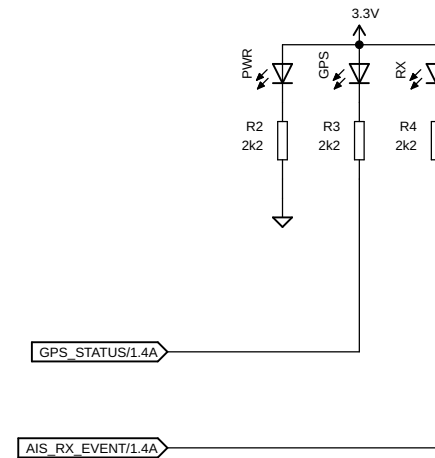 3.3V
PWR
GPS
RX
R2
2k2
R3
2k2
R4
2k2
GPS_STATUS/1.4A
AIS_RX_EVENT/1.4A